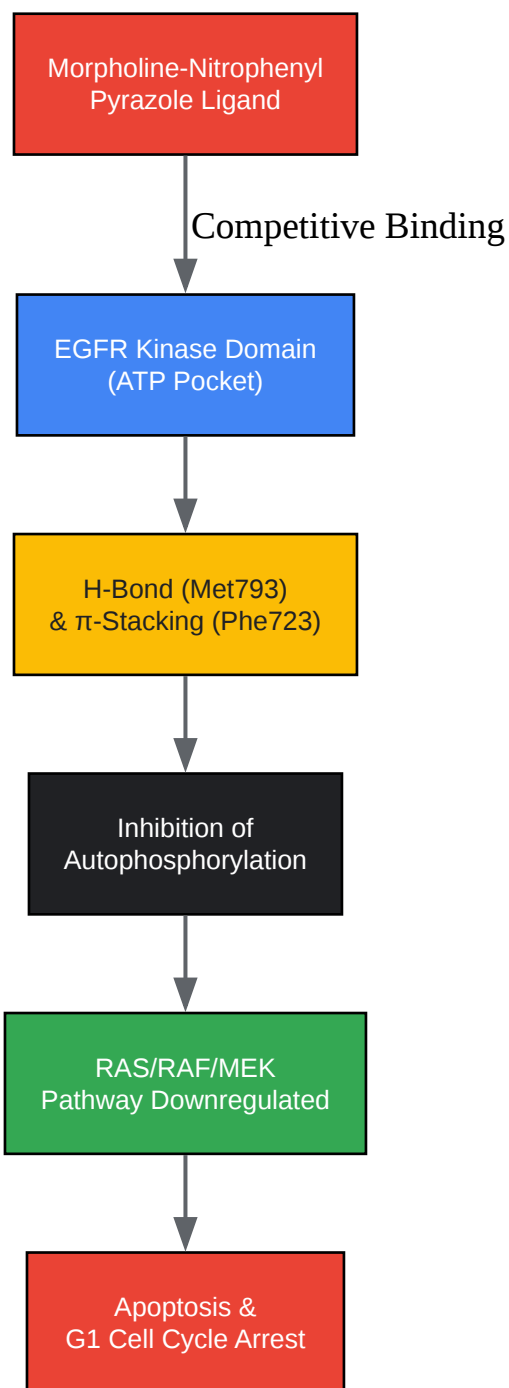 Morpholine-Nitrophenyl
Pyrazole Ligand
Competitive Binding
EGFR Kinase Domain
(ATP Pocket)
H-Bond (Met793)
& π-Stacking (Phe723)
Inhibition of
Autophosphorylation
RAS/RAF/MEK
Pathway Downregulated
Apoptosis &
G1 Cell Cycle Arrest